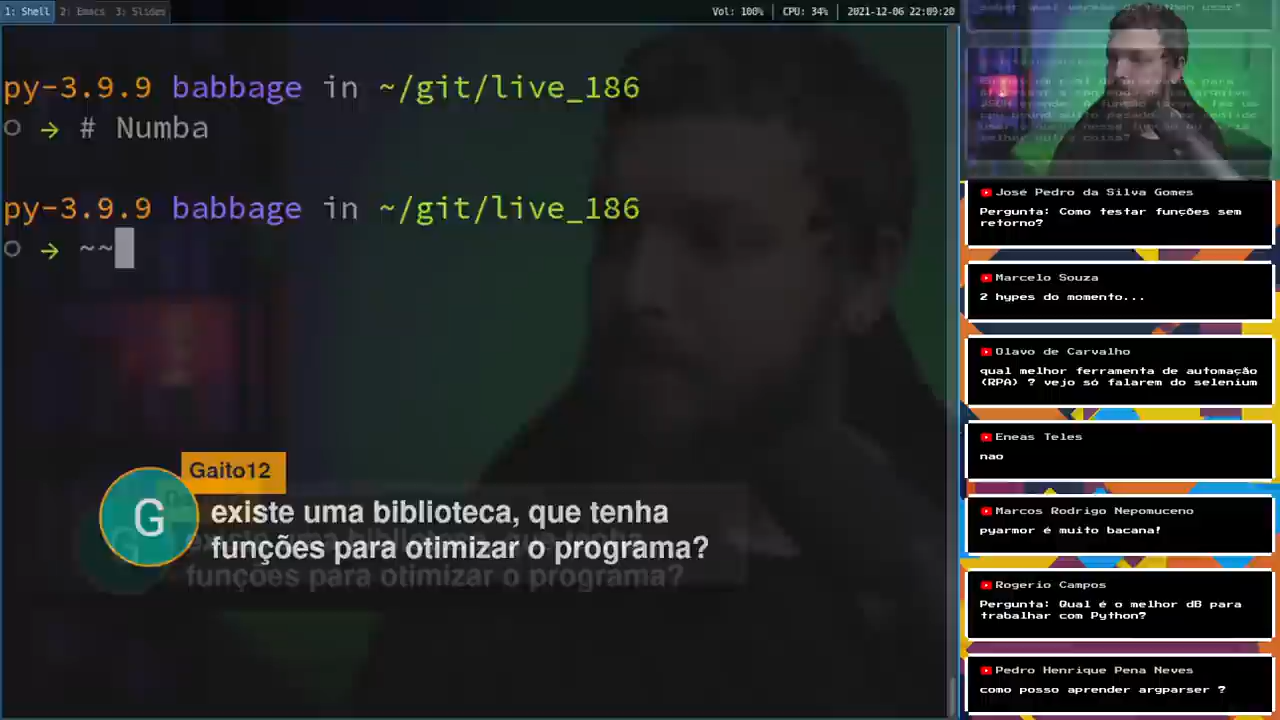 1: Shell 2: Emacs 3: Slides
Vol: 100% | CPU: 34% | 2021-12-06 22:09:20
py-3.9.9 babbage in ~/git/live_186
○ → # Numba
py-3.9.9 babbage in ~/git/live_186
○ → ~~
Gaito12
G
existe uma biblioteca, que tenha
funções para otimizar o programa?
José Pedro da Silva Gomes
Pergunta: Como testar funções sem
retorno?
Marcelo Souza
2 hypes do momento...
Olavo de Carvalho
qual melhor ferramenta de automação
(RPA) ? vejo só falarem do selenium
Eneas Teles
nao
Marcos Rodrigo Nepomuceno
pyarmor é muito bacana!
Rogerio Campos
Pergunta: Qual é o melhor dB para
trabalhar com Python?
Pedro Henrique Pena Neves
como posso aprender argparser ?